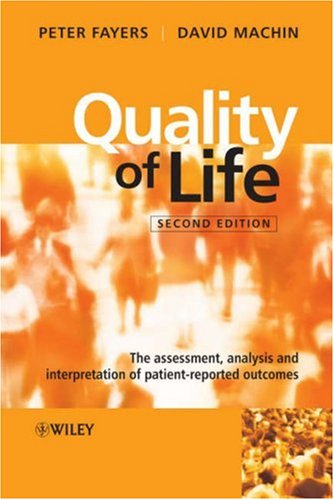 PETER FAYERS | DAVID MACHIN
Quality
of Life
SECOND EDITION
The assessment, analysis and
interpretation of patient-reported outcomes
WILEY